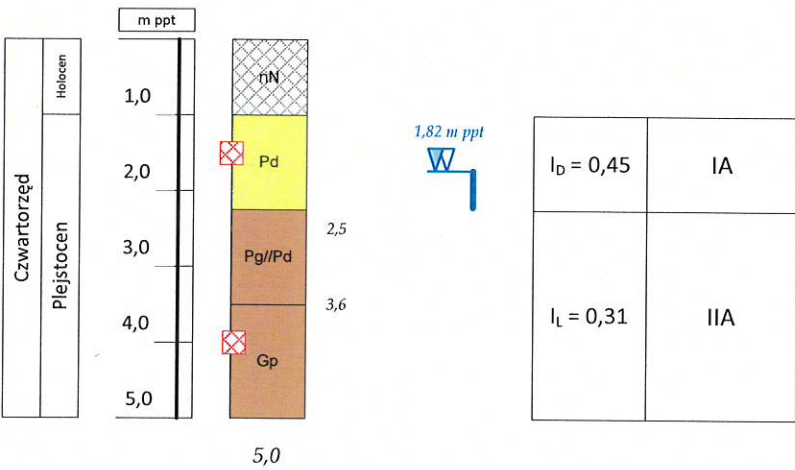 m ppt
Czwartorzęd
Holocen
Plejstocen
1,0
2,0
3,0
4,0
5,0
nN
Pd
Pg//Pd
Gp
2,5
3,6
5,0
1,82 m ppt
I_D = 0,45
IA
I_L = 0,31
IIA